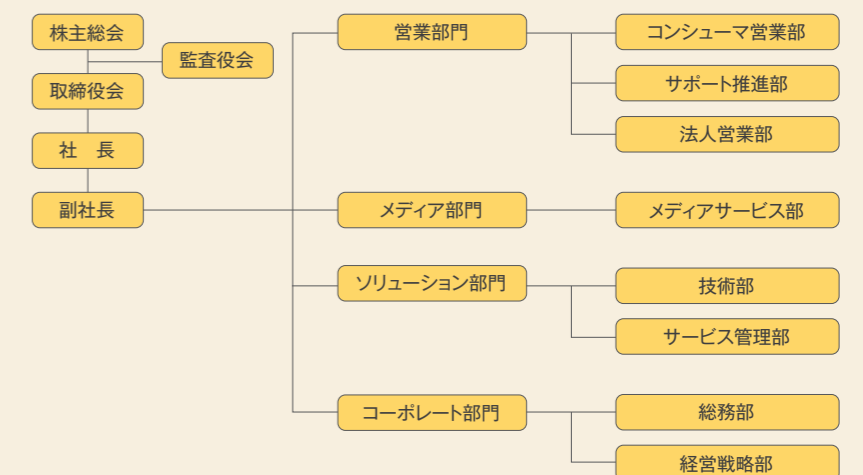 株主総会
監査役会
取締役会
社　長
副社長
営業部門
コンシューマ営業部
サポート推進部
法人営業部
メディア部門
メディアサービス部
ソリューション部門
技術部
サービス管理部
コーポレート部門
総務部
経営戦略部